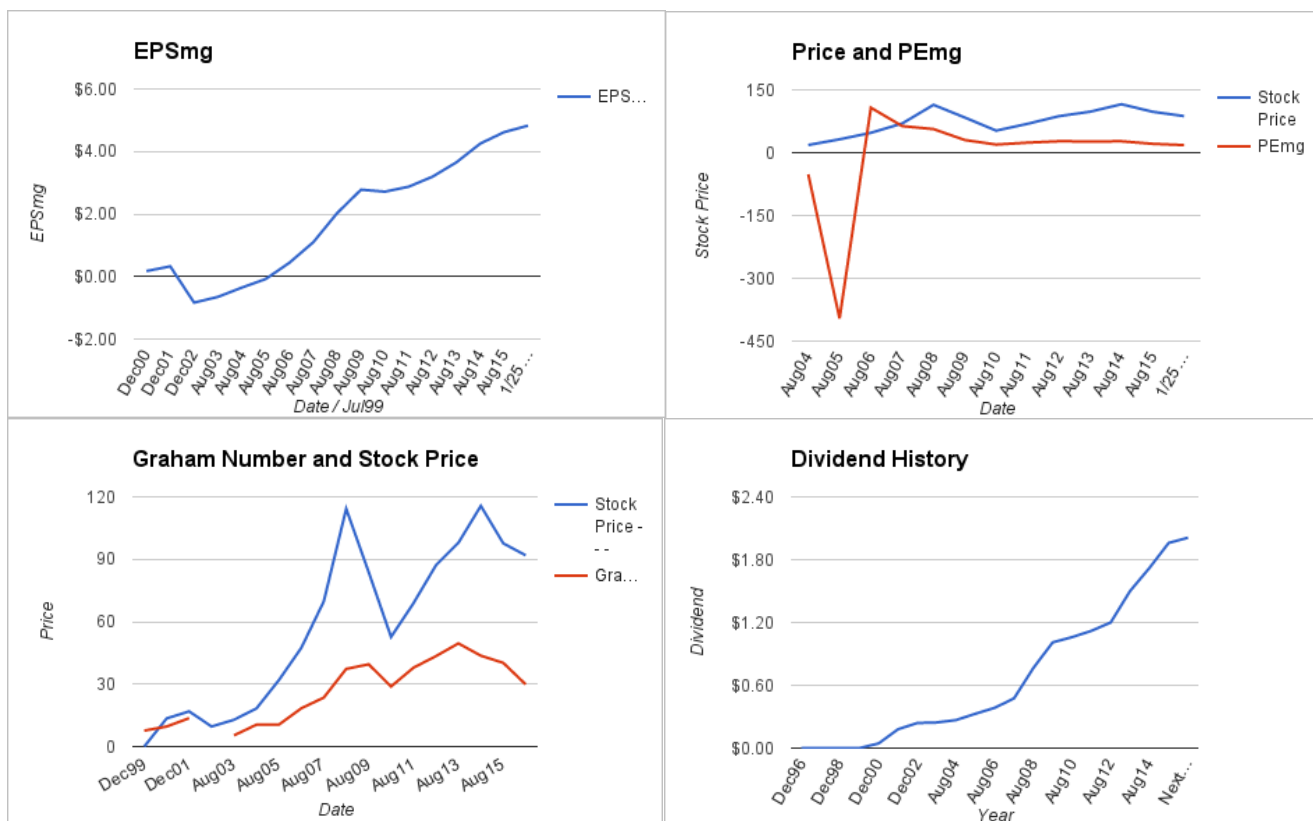 EPSmg
$6.00
$4.00
$2.00
$0.00
-$2.00
EPSmg
EPS...
Dec00
Dec01
Dec02
Aug03
Aug04
Aug05
Aug06
Aug07
Aug08
Aug09
Aug10
Aug11
Aug12
Aug13
Aug14
Aug15
1/25 ...
Date / Jul99
Price and PEmg
150
0
-150
-300
-450
Stock Price
Stock
Price
PEmg
Aug04
Aug05
Aug06
Aug07
Aug08
Aug09
Aug10
Aug11
Aug12
Aug13
Aug14
Aug15
1/25 ...
Date
Graham Number and Stock Price
120
90
60
30
0
Price
Stock
Price -
- -
Gra...
Dec99
Dec01
Aug03
Aug05
Aug07
Aug09
Aug11
Aug13
Aug15
Date
Dividend History
$2.40
$1.80
$1.20
$0.60
$0.00
Dividend
Dec96
Dec98
Dec00
Dec02
Aug04
Aug06
Aug08
Aug10
Aug12
Aug14
Next...
Year